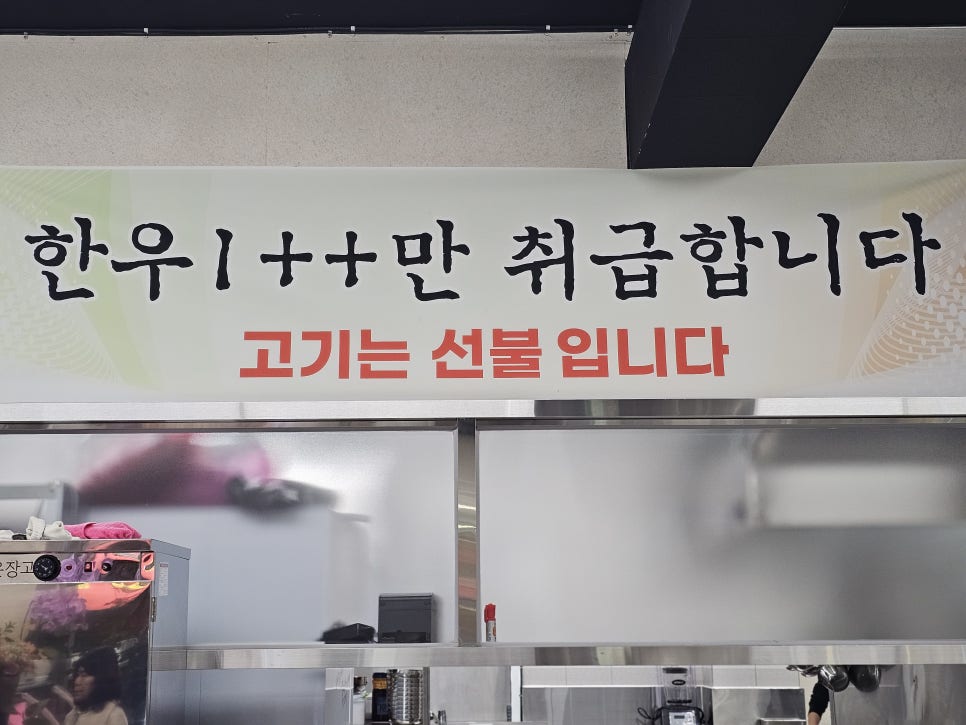 한우1++만 취급합니다
고기는 선불입니다